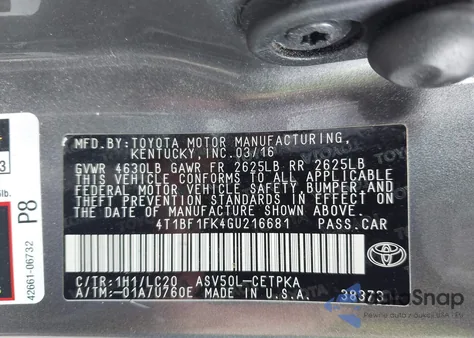 MFD.BY:TOYOTA MOTOR MANUFACTURING,
KENTUCKY,INC.03/16
GVWR 4630LB GAWR FR 2625LB RR 2625LB
THIS VEHICLE CONFORMS TO ALL APPLICABLE
FEDERAL MOTOR VEHICLE SAFETY, BUMPER, AND
THEFT PREVENTION STANDARDS IN EFFECT ON
THE DATE OF MANUFACTURE SHOWN ABOVE.
4T1BF1FK4GU216681 PASS.CAR
C/TR:1H1/LC20 ASV50L-CETPKA
A/TM:-01A/U760E MADE IN U.S.A. 38373
3
lb.
P8
42661-06732
AutoSnap